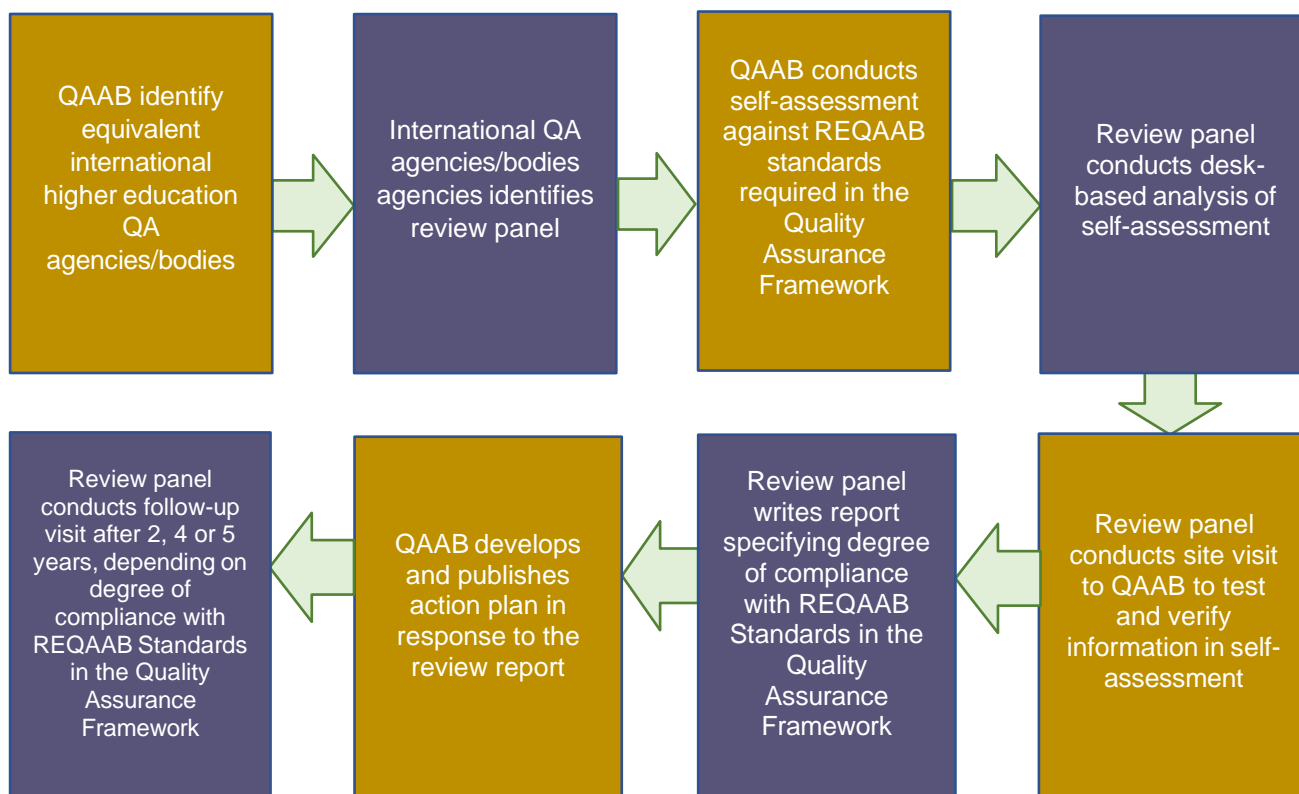 QAAB identify
equivalent
international
higher education
QA
agencies/bodies
International QA
agencies/bodies
agencies identifies
review panel
QAAB conducts
self-assessment
against REQAAB
standards
required in the
Quality
Assurance
Framework
Review panel
conducts desk-
based analysis of
self-assessment
Review panel
conducts site visit
to QAAB to test
and verify
information in self-
assessment
Review panel
writes report
specifying degree
of compliance
with REQAAB
Standards in the
Quality
Assurance
Framework
QAAB develops
and publishes
action plan in
response to the
review report
Review panel
conducts follow-up
visit after 2, 4 or 5
years, depending on
degree of
compliance with
REQAAB Standards
in the Quality
Assurance
Framework